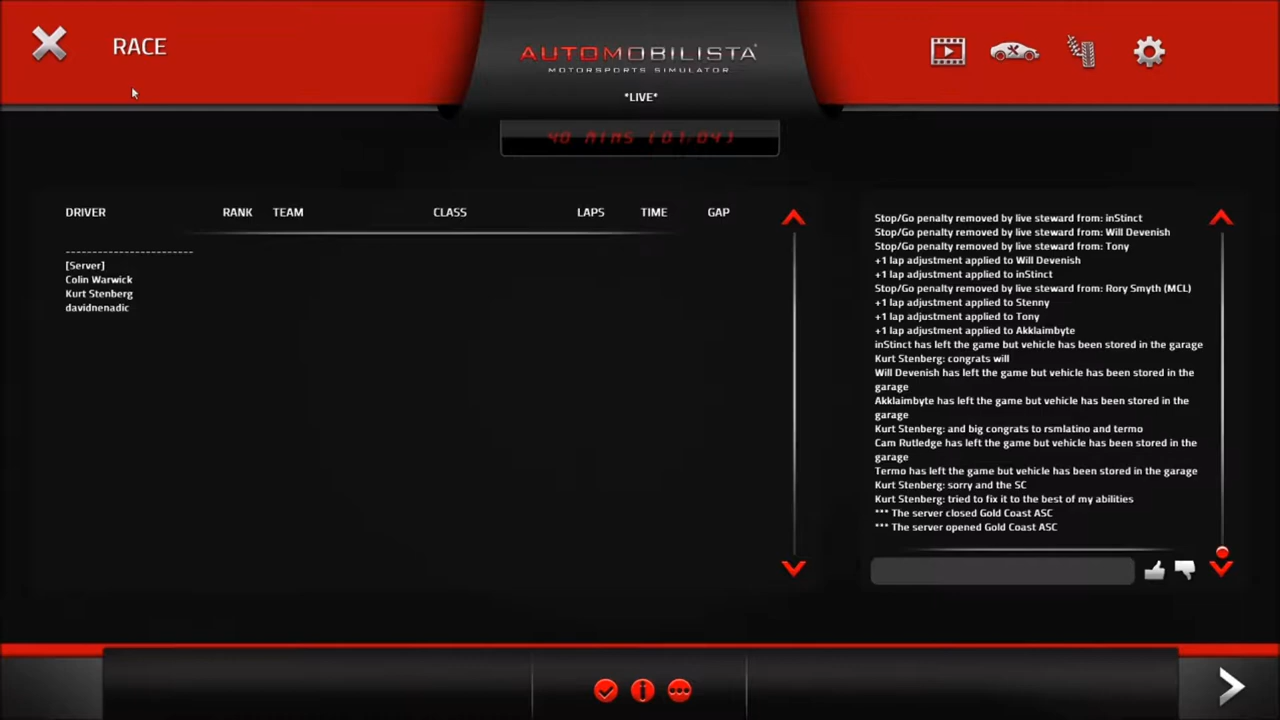 RACE
AUTOMOBILISTA
MOTORSPORTS SIMULATOR
*LIVE*
40 MINS (01:04)
DRIVER RANK TEAM CLASS LAPS TIME GAP
-----------------------
[Server]
Colin Warwick
Kurt Stenberg
davidnenadic
Stop/Go penalty removed by live steward from: inStinct
Stop/Go penalty removed by live steward from: Will Devenish
Stop/Go penalty removed by live steward from: Tony
+1 lap adjustment applied to Will Devenish
+1 lap adjustment applied to inStinct
Stop/Go penalty removed by live steward from: Rory Smyth (MCL)
+1 lap adjustment applied to Stenny
+1 lap adjustment applied to Tony
+1 lap adjustment applied to Akklaimbyte
inStinct has left the game but vehicle has been stored in the garage
Kurt Stenberg: congrats will
Will Devenish has left the game but vehicle has been stored in the
garage
Akklaimbyte has left the game but vehicle has been stored in the
garage
Kurt Stenberg: and big congrats to rsmlatino and termo
Cam Rutledge has left the game but vehicle has been stored in the
garage
Termo has left the game but vehicle has been stored in the garage
Kurt Stenberg: sorry and the SC
Kurt Stenberg: tried to fix it to the best of my abilities
*** The server closed Gold Coast ASC
*** The server opened Gold Coast ASC